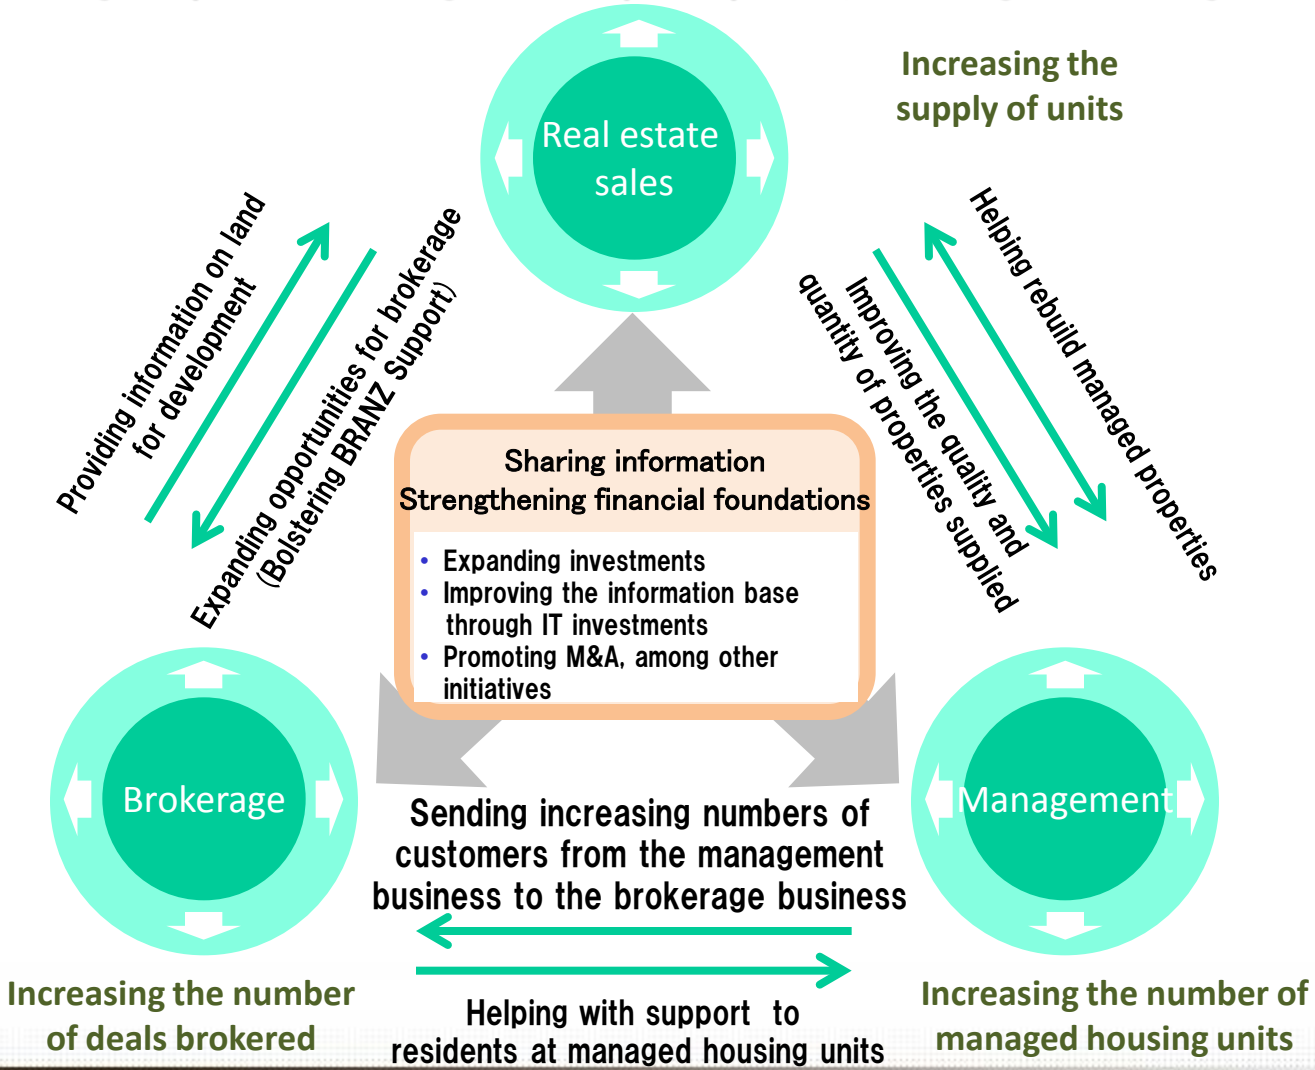 Increasing the
supply of units
Real estate
sales
Providing information on land
for development
Expanding opportunities for brokerage
(Bolstering BRANZ Support)
Improving the quality and
quantity of properties supplied
Helping rebuild managed properties
Sharing information
Strengthening financial foundations
• Expanding investments
• Improving the information base
through IT investments
• Promoting M&A, among other
initiatives
Brokerage
Management
Sending increasing numbers of
customers from the management
business to the brokerage business
Helping with support to
residents at managed housing units
Increasing the number
of deals brokered
Increasing the number of
managed housing units